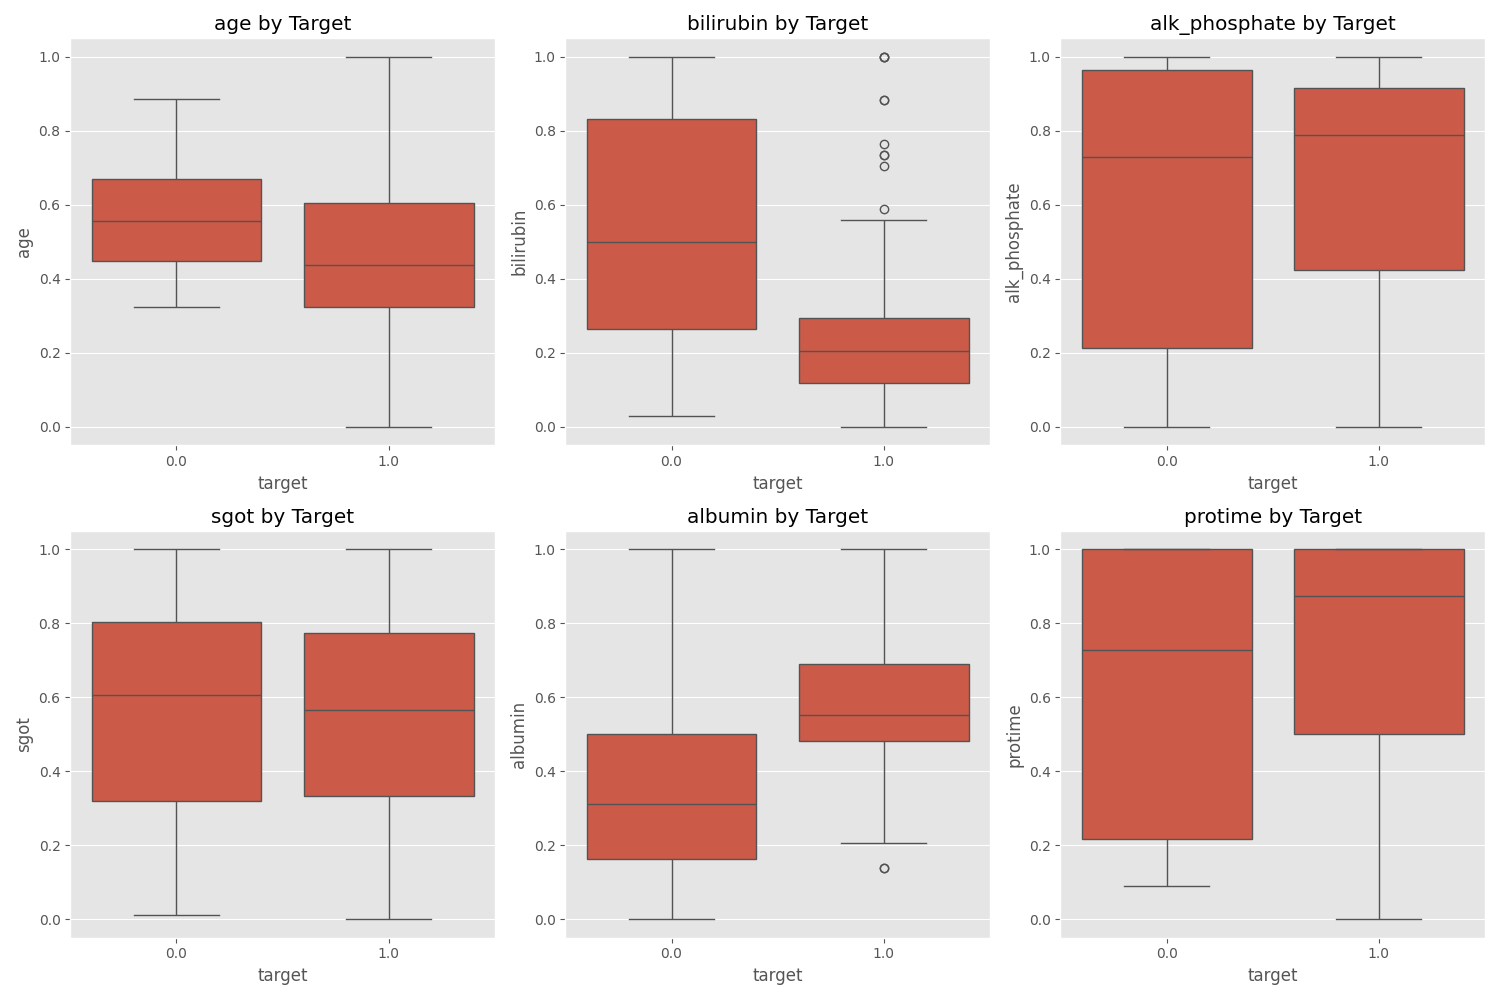 age by Target
bilirubin by Target
alk_phosphate by Target
1.0
0.8
0.6
0.4
0.2
0.0
age
0.0 1.0
target
1.0
0.8
0.6
0.4
0.2
0.0
bilirubin
0.0 1.0
target
1.0
0.8
0.6
0.4
0.2
0.0
alk_phosphate
0.0 1.0
target
sgot by Target
albumin by Target
protime by Target
1.0
0.8
0.6
0.4
0.2
0.0
sgot
0.0 1.0
target
1.0
0.8
0.6
0.4
0.2
0.0
albumin
0.0 1.0
target
1.0
0.8
0.6
0.4
0.2
0.0
protime
0.0 1.0
target